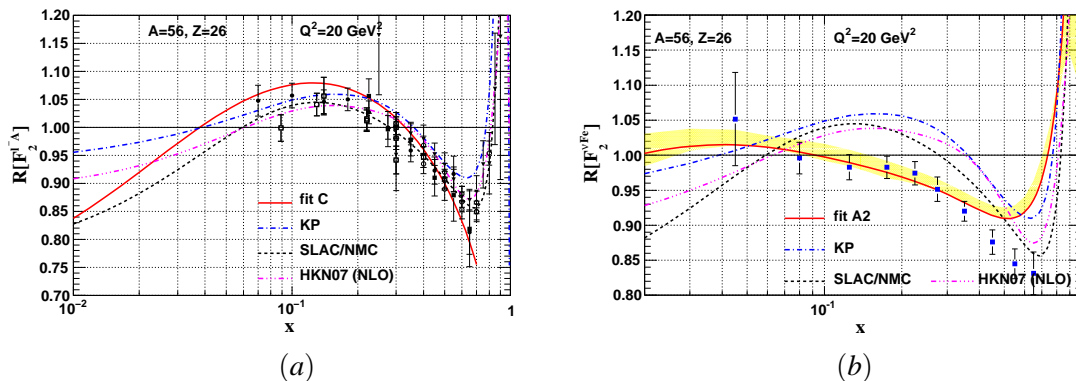 A=56, Z=26
Q²=20 GeV²
R[F₂^{l⁻A}]
1.20
1.15
1.10
1.05
1.00
0.95
0.90
0.85
0.80
0.75
0.70
fit C
KP
SLAC/NMC
HKN07 (NLO)
10⁻²
10⁻¹
1
x
(a)
A=56, Z=26
Q²=20 GeV²
R[F₂^{νFe}]
1.20
1.15
1.10
1.05
1.00
0.95
0.90
0.85
0.80
fit A2
KP
SLAC/NMC
HKN07 (NLO)
10⁻¹
x
(b)